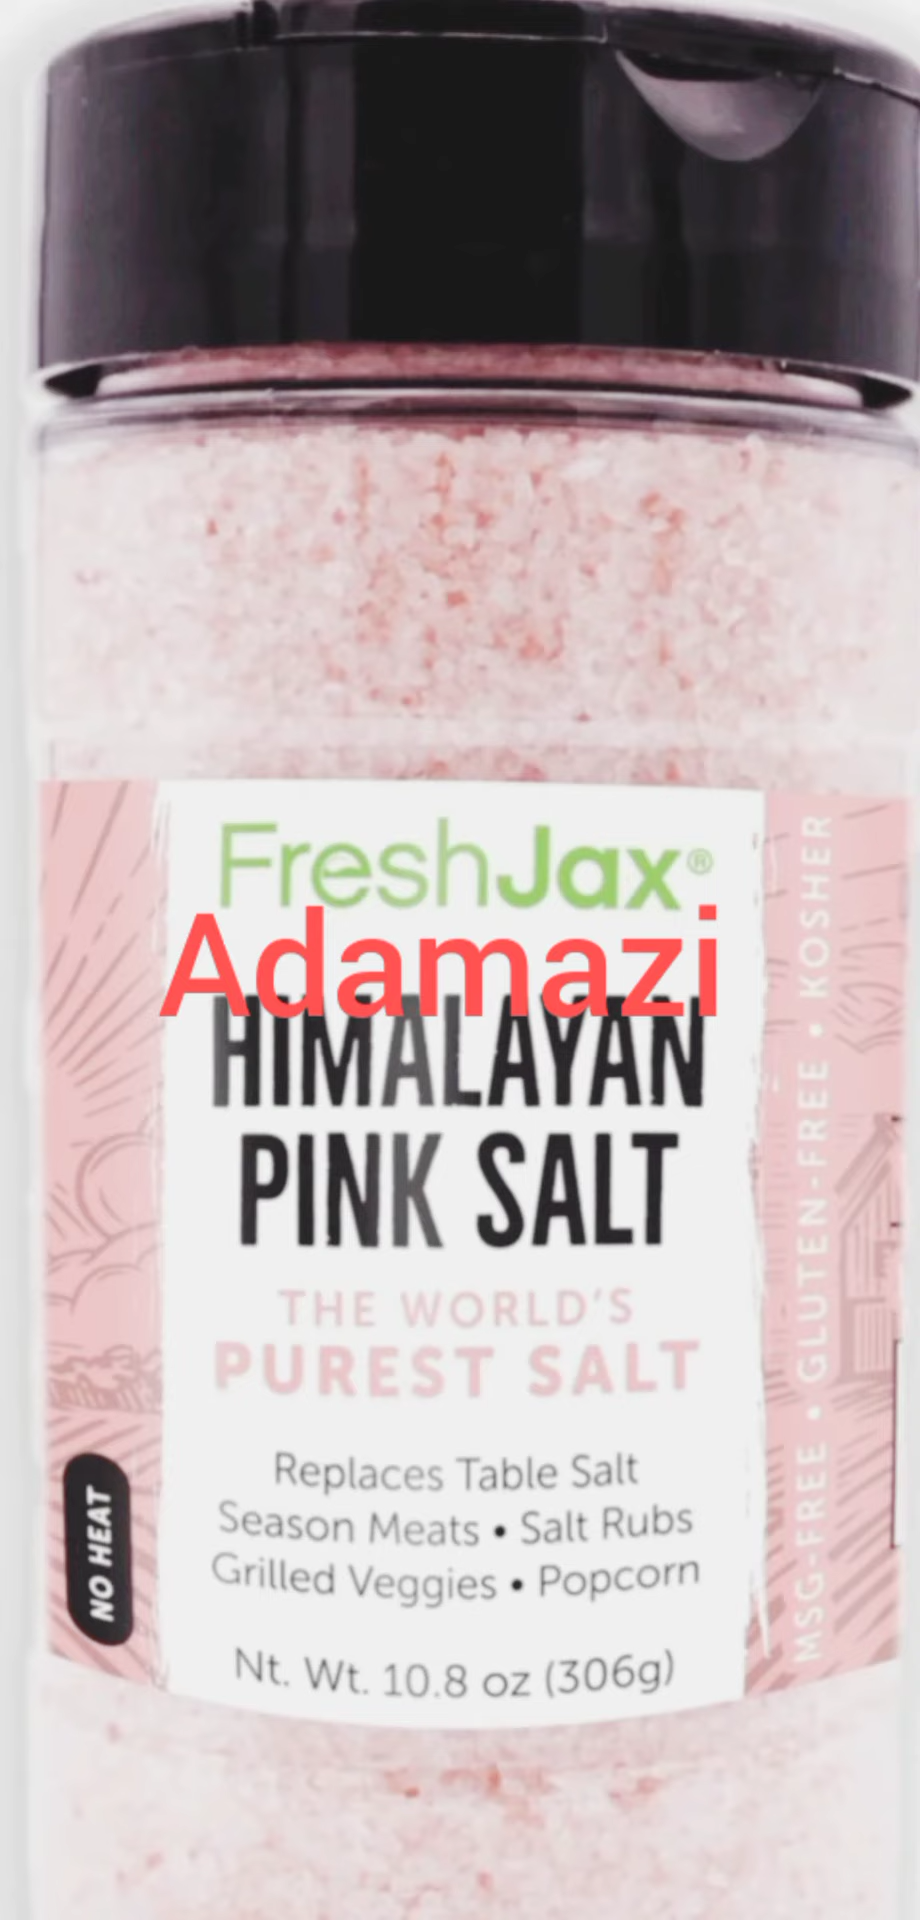 FreshJax®
Adamazi
HIMALAYAN
PINK SALT
THE WORLD'S
PUREST SALT
Replaces Table Salt
Season Meats • Salt Rubs
Grilled Veggies • Popcorn
Nt. Wt. 10.8 oz (306g)
NO HEAT
MSG-FREE • GLUTEN-FREE • KOSHER